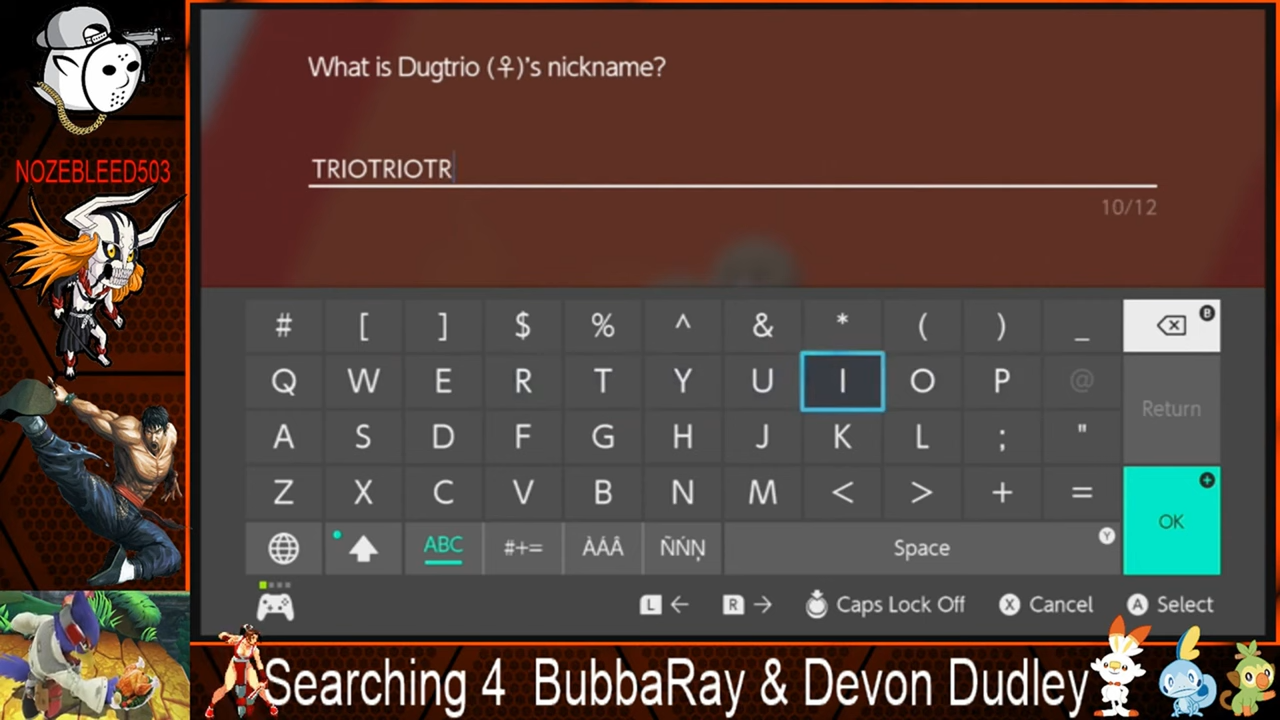 What is Dugtrio (♀)'s nickname?
TRIOTRIOTR
10/12
NOZEBLEED503
# [ ] $ % ^ & * ( ) _ B
Q W E R T Y U I O P @ Return
A S D F G H J K L ; "
Z X C V B N M < > + = OK
ABC #+= ÀÁÂ ÑŃŅ Space Y
L ← R → Caps Lock Off X Cancel A Select
Searching 4 BubbaRay & Devon Dudley